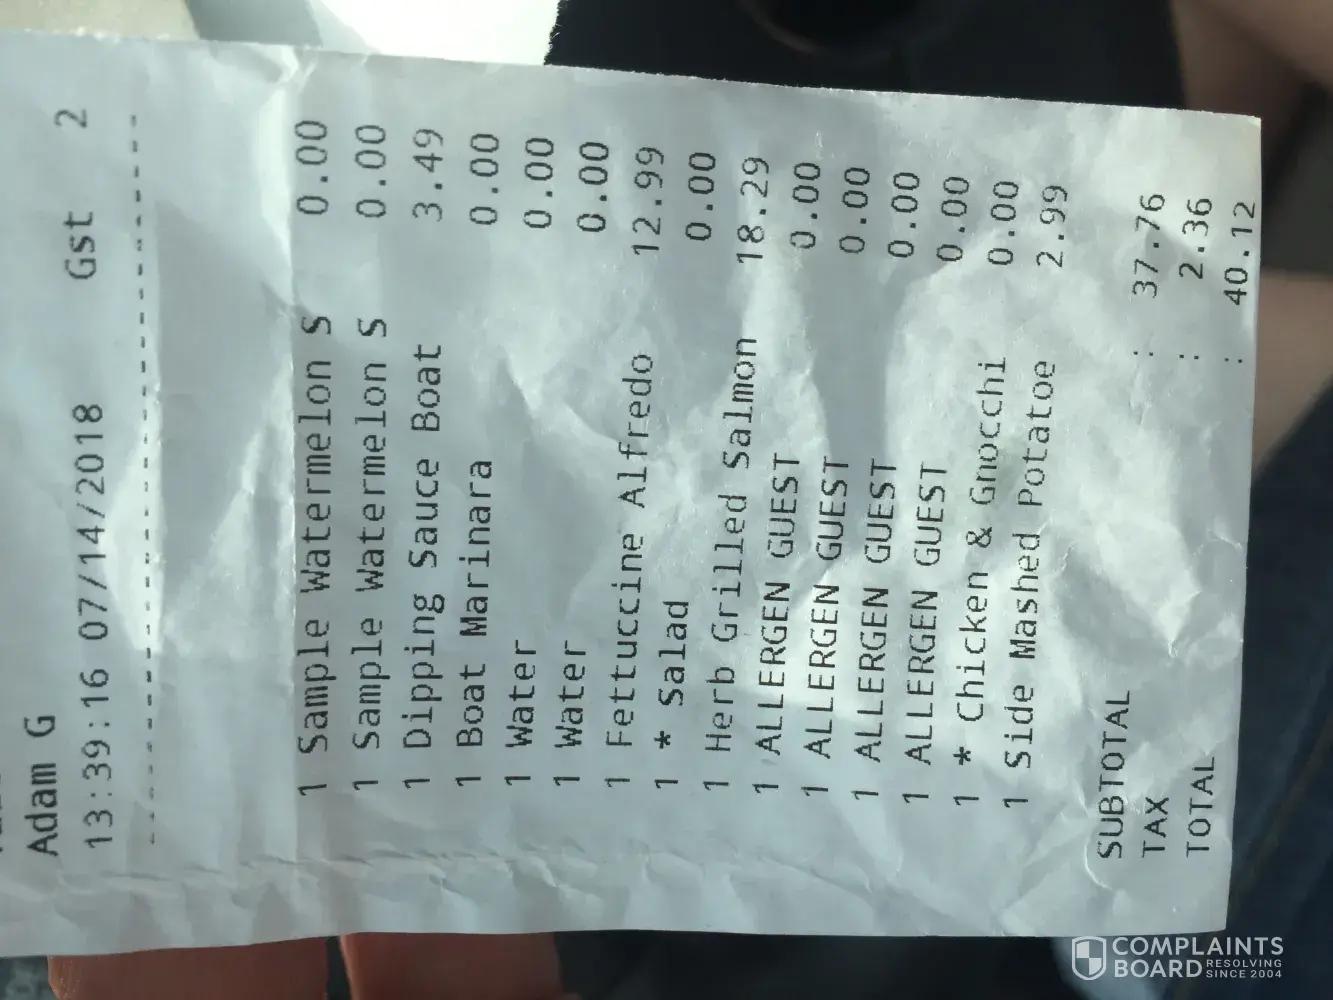 Adam G
13:39:16 07/14/2018 Gst 2
--------------------------------
1 Sample Watermelon S 0.00
1 Sample Watermelon S 0.00
1 Dipping Sauce Boat 3.49
1 Boat Marinara 0.00
1 Water 0.00
1 Water 0.00
1 Fettuccine Alfredo 12.99
1 * Salad 0.00
1 Herb Grilled Salmon 18.29
1 ALLERGEN GUEST 0.00
1 ALLERGEN GUEST 0.00
1 ALLERGEN GUEST 0.00
1 ALLERGEN GUEST 0.00
1 * Chicken & Gnocchi 0.00
1 Side Mashed Potatoe 2.99
SUBTOTAL : 37.76
TAX : 2.36
TOTAL : 40.12
COMPLAINTS
BOARD RESOLVING
SINCE 2004